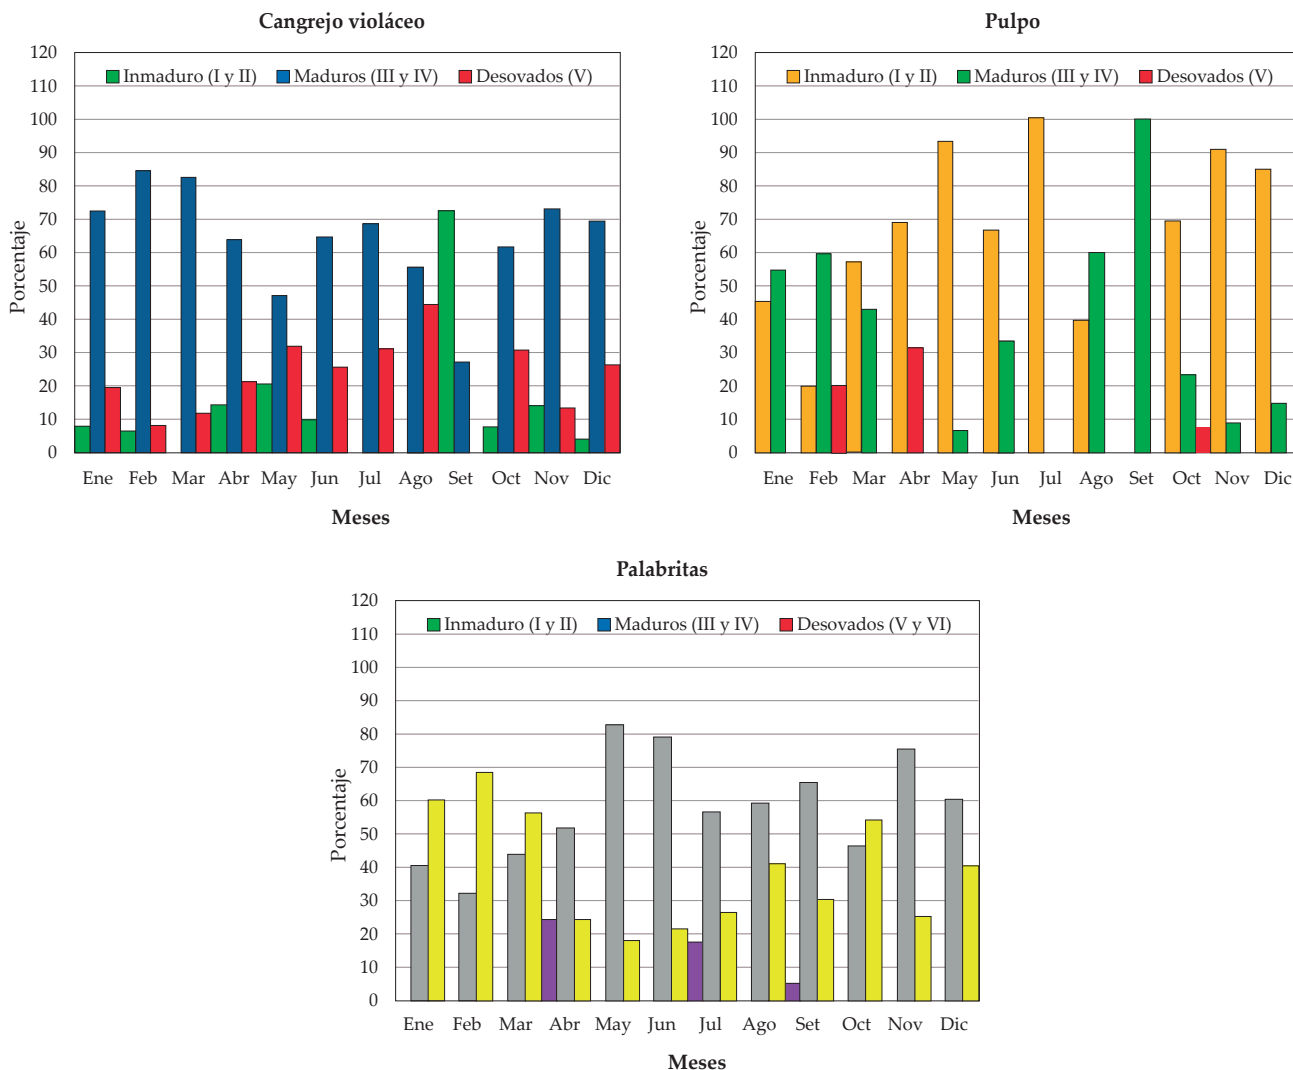 Cangrejo violáceo
120
110
100
90
80
70
60
50
40
30
20
10
0
Porcentaje
Inmaduro (I y II) Maduros (III y IV) Desovados (V)
Ene Feb Mar Abr May Jun Jul Ago Set Oct Nov Dic
Meses
Pulpo
120
110
100
90
80
70
60
50
40
30
20
10
0
Porcentaje
Inmaduro (I y II) Maduros (III y IV) Desovados (V)
Ene Feb Mar Abr May Jun Jul Ago Set Oct Nov Dic
Meses
Palabritas
120
110
100
90
80
70
60
50
40
30
20
10
0
Porcentaje
Inmaduro (I y II) Maduros (III y IV) Desovados (V y VI)
Ene Feb Mar Abr May Jun Jul Ago Set Oct Nov Dic
Meses